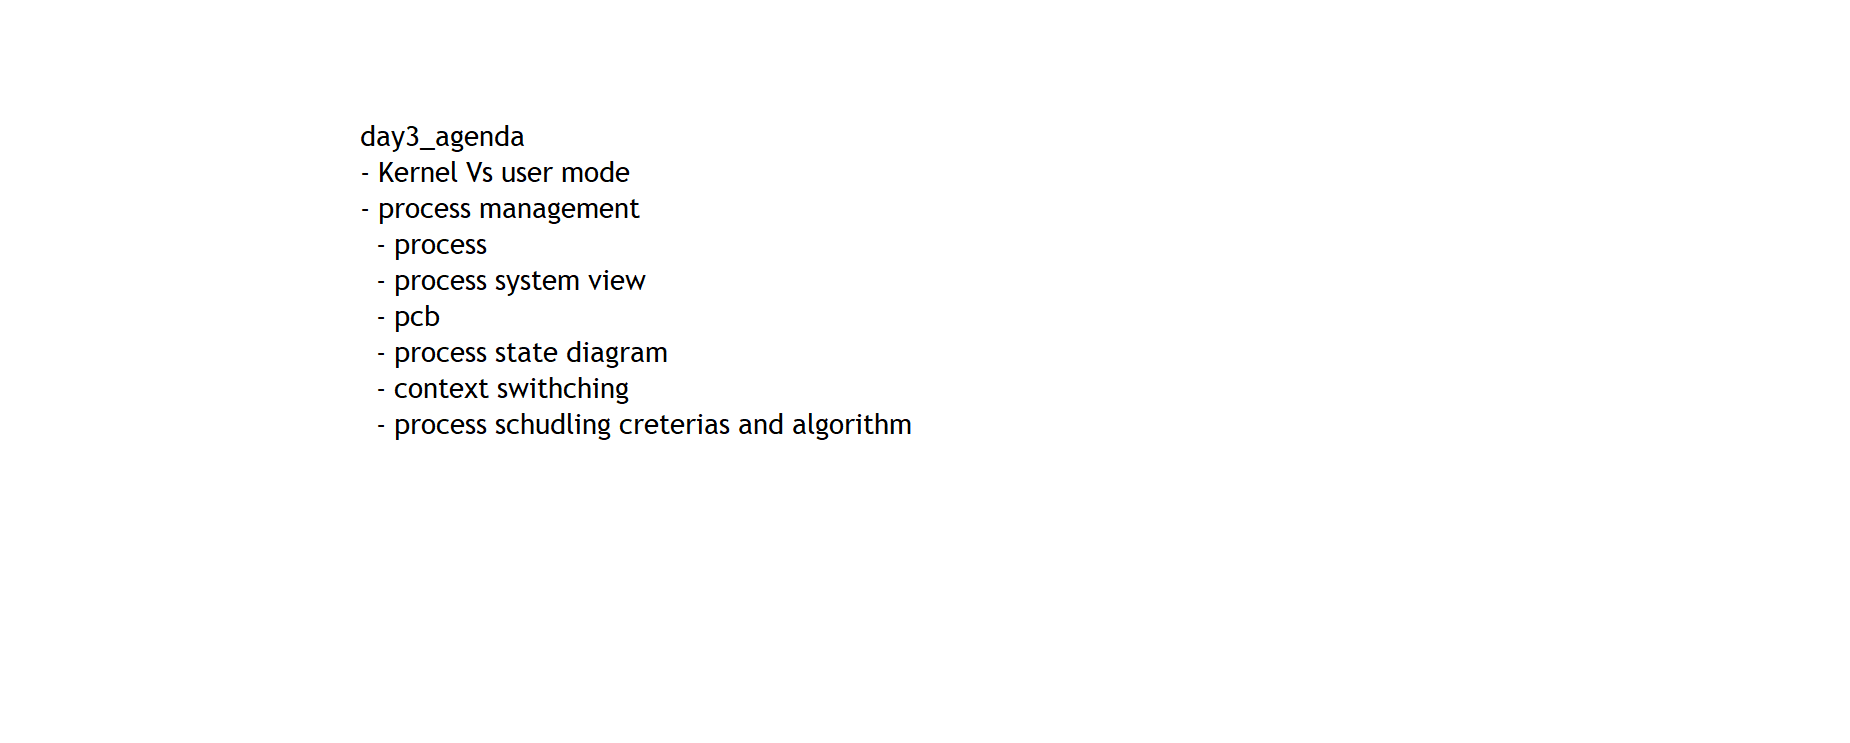 day3_agenda
- Kernel Vs user mode
- process management
- process
- process system view
- pcb
- process state diagram
- context swithching
- process schudling creterias and algorithm